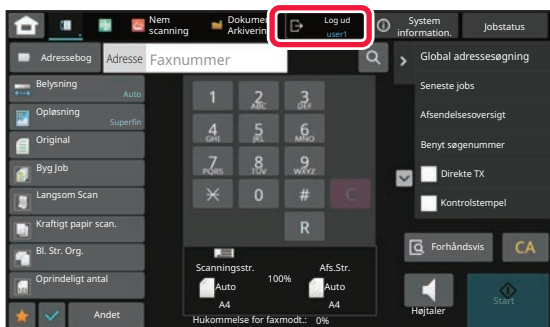 Nem scanning
Dokument Arkivering
Log ud
user1
System information.
Jobstatus
Adressebog
Adresse
Faxnummer
Global adressesøgning
Belysning
Auto
Opløsning
Superfin
Original
Byg Job
Langsom Scan
Kraftigt papir scan.
Bl. Str. Org.
Oprindeligt antal
Andet
1
2 ABC
3 DEF
4 GHI
5 JKL
6 MNO
7 PQRS
8 TUV
9 WXYZ
0
#
C
R
Scanningsstr.
100%
Afs.Str.
Auto
A4
Auto
A4
Hukommelse for faxmodt.: 0%
Seneste jobs
Afsendelsesoversigt
Benyt søgenummer
Direkte TX
Kontrolstempel
Forhåndsvis
CA
Højtaler
Start